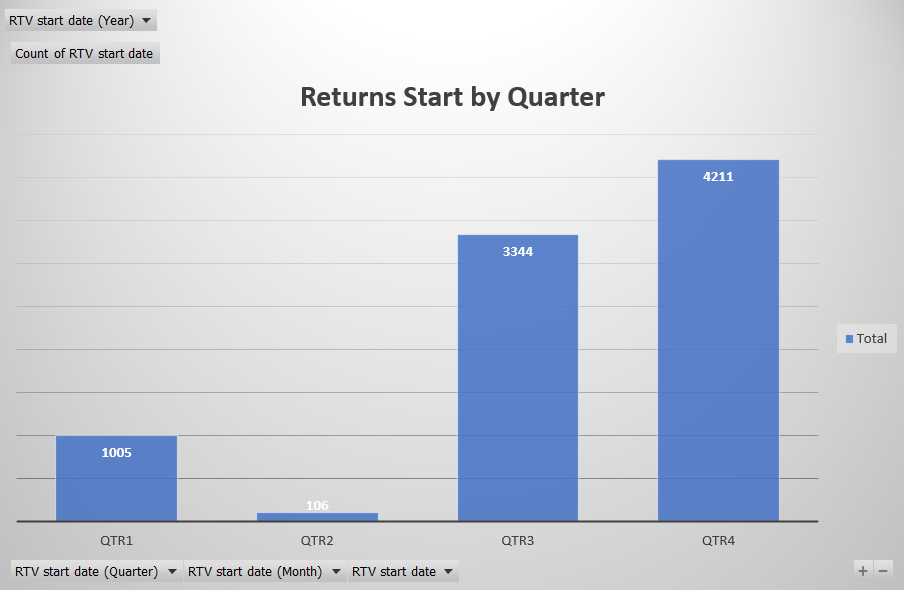 RTV start date (Year)
Count of RTV start date
Returns Start by Quarter
4211
3344
Total
1005
106
QTR1 QTR2 QTR3 QTR4
RTV start date (Quarter) RTV start date (Month) RTV start date + −